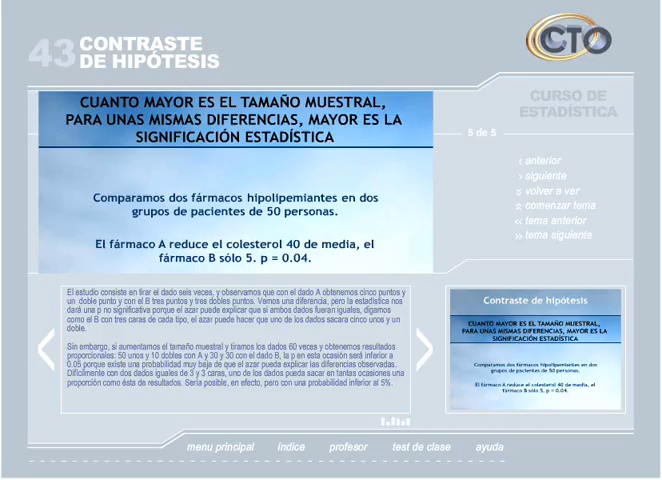 43 CONTRASTE
DE HIPÓTESIS
CTO
CURSO DE
ESTADÍSTICA
5 de 5
‹ anterior
› siguiente
volver a ver
comenzar tema
‹‹ tema anterior
›› tema siguiente
CUANTO MAYOR ES EL TAMAÑO MUESTRAL,
PARA UNAS MISMAS DIFERENCIAS, MAYOR ES LA
SIGNIFICACIÓN ESTADÍSTICA
Comparamos dos fármacos hipolipemiantes en dos
grupos de pacientes de 50 personas.
El fármaco A reduce el colesterol 40 de media, el
fármaco B sólo 5. p = 0.04.
El estudio consiste en tirar el dado seis veces, y observamos que con el dado A obtenemos cinco puntos y
un doble punto y con el B tres puntos y tres dobles puntos. Vemos una diferencia, pero la estadística nos
dará una p no significativa porque el azar puede explicar que si ambos dados fueran iguales, digamos
como el B con tres caras de cada tipo, el azar puede hacer que uno de los dados sacara cinco unos y un
doble.
Sin embargo, si aumentamos el tamaño muestral y tiramos los dados 60 veces y obtenemos resultados
proporcionales: 50 unos y 10 dobles con A y 30 y 30 con el dado B, la p en esta ocasión será inferior a
0.05 porque existe una probabilidad muy baja de que el azar pueda explicar las diferencias observadas.
Difícilmente con dos dados iguales de 3 y 3 caras, uno de los dados pueda sacar en tantas ocasiones una
proporción como ésta de resultados. Sería posible, en efecto, pero con una probabilidad inferior al 5%.
Contraste de hipótesis
CUANTO MAYOR ES EL TAMAÑO MUESTRAL,
PARA UNAS MISMAS DIFERENCIAS, MAYOR ES LA
SIGNIFICACIÓN ESTADÍSTICA
Comparamos dos fármacos hipolipemiantes en dos
grupos de pacientes de 50 personas.
El fármaco A reduce el colesterol 40 de media, el
fármaco B sólo 5. p = 0.04.
menu principal índice profesor test de clase ayuda